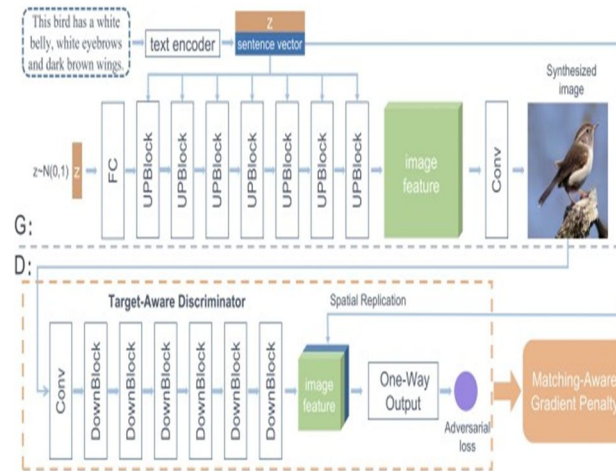 This bird has a white
belly, white eyebrows
and dark brown wings.
text encoder
z
sentence vector
Synthesized
image
z~N(0,1)
z
FC
UPBlock
UPBlock
UPBlock
UPBlock
UPBlock
UPBlock
UPBlock
image
feature
Conv
G:
D:
Target-Aware Discriminator
Spatial Replication
Conv
DownBlock
DownBlock
DownBlock
DownBlock
DownBlock
DownBlock
image
feature
One-Way
Output
Adversarial
loss
Matching-Aware
Gradient Penalty